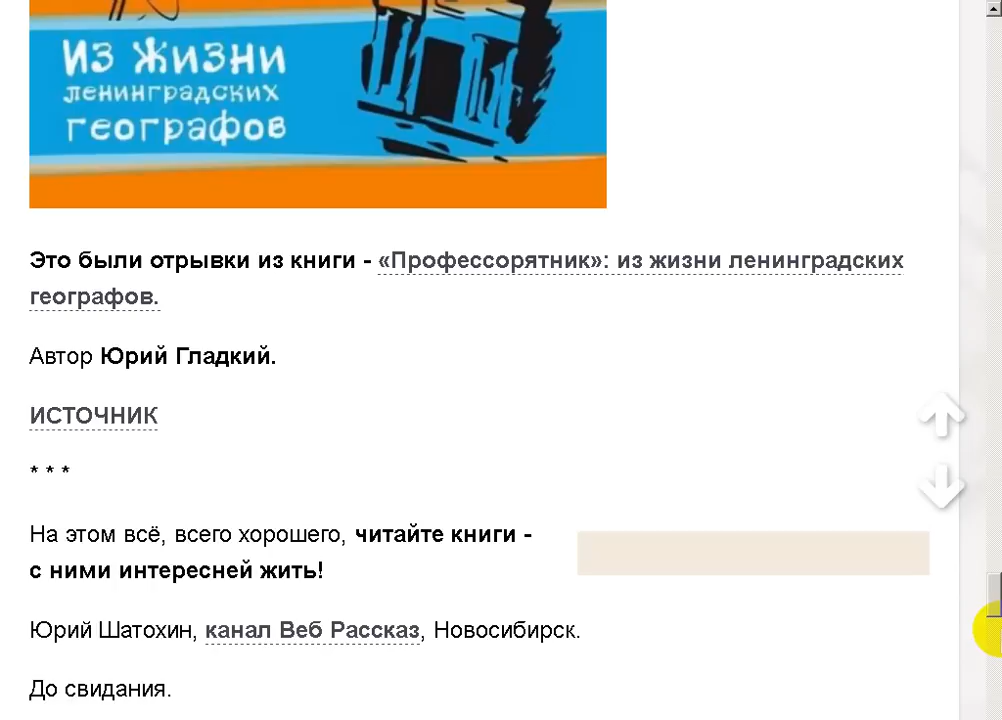 Из Жизни
ленинградских
географов
Это были отрывки из книги - «Профессорятник»: из жизни ленинградских
географов.
Автор Юрий Гладкий.
ИСТОЧНИК
* * *
На этом всё, всего хорошего, читайте книги -
с ними интересней жить!
Юрий Шатохин, канал Веб Рассказ, Новосибирск.
До свидания.